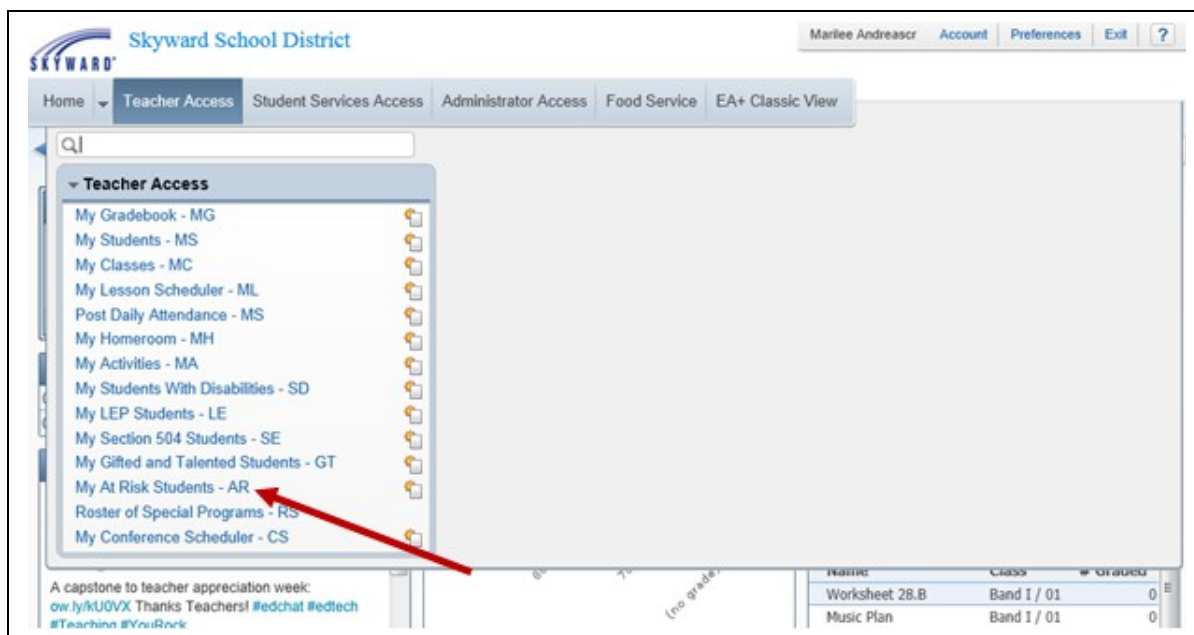 SKYWARD
Skyward School District
Marilee Andreascr Account Preferences Exit ?
Home Teacher Access Student Services Access Administrator Access Food Service EA+ Classic View
Teacher Access
My Gradebook - MG
My Students - MS
My Classes - MC
My Lesson Scheduler - ML
Post Daily Attendance - MS
My Homeroom - MH
My Activities - MA
My Students With Disabilities - SD
My LEP Students - LE
My Section 504 Students - SE
My Gifted and Talented Students - GT
My At Risk Students - AR
Roster of Special Programs - RS
My Conference Scheduler - CS
A capstone to teacher appreciation week:
ow.ly/kU0VX Thanks Teachers! #edchat #edtech
#Teaching #YouRock
(no grade)
Name Class # Graded
Worksheet 28.B Band I / 01 0
Music Plan Band I / 01 0